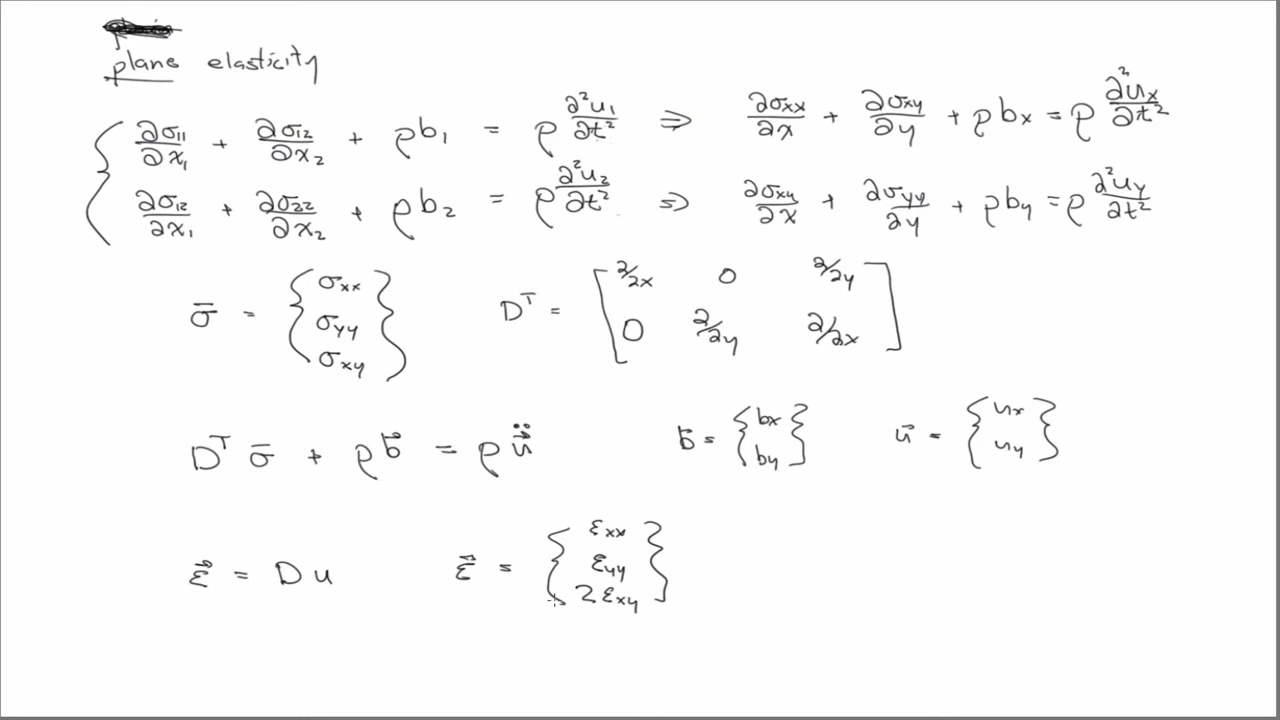 plane elasticity
∂σ11/∂x1 + ∂σ12/∂x2 + ρb1 = ρ ∂²u1/∂t² ⇒ ∂σxx/∂x + ∂σxy/∂y + ρbx = ρ ∂²ux/∂t²
∂σ12/∂x1 + ∂σ22/∂x2 + ρb2 = ρ ∂²u2/∂t² ⇒ ∂σxy/∂x + ∂σyy/∂y + ρby = ρ ∂²uy/∂t²
σ̄ = {σxx σyy σxy} Dᵀ = [∂/∂x 0 ∂/∂y
0 ∂/∂y ∂/∂x]
Dᵀ σ̄ + ρb⃗ = ρü⃗ b⃗ = {bx by} u⃗ = {ux uy}
ε⃗ = Du ε⃗ = {εxx εyy 2εxy}